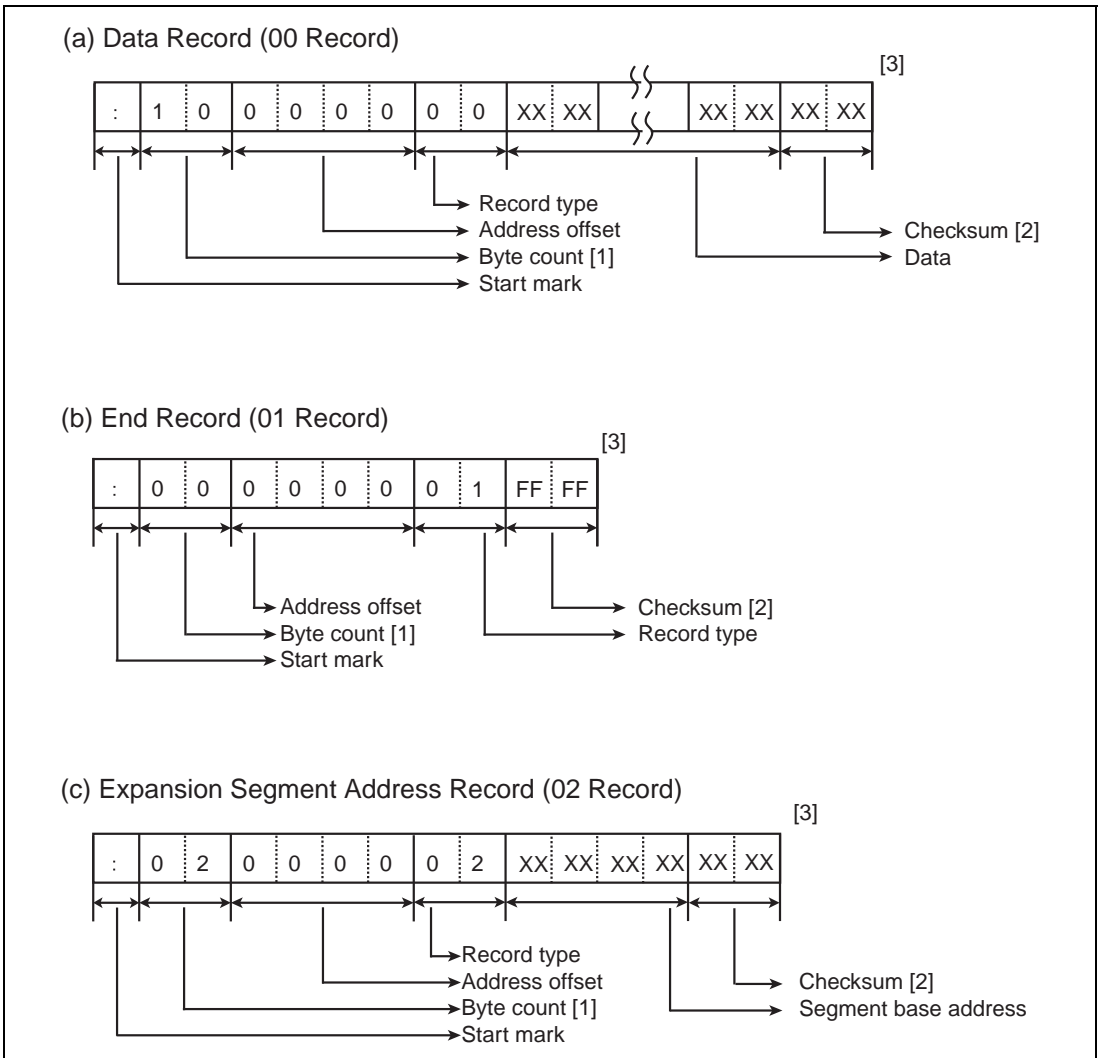 (a) Data Record (00 Record)
[3]
: 1 0 0 0 0 0 0 0 XX XX XX XX XX XX
Record type
Address offset
Checksum [2]
Byte count [1]
Data
Start mark
(b) End Record (01 Record)
[3]
: 0 0 0 0 0 0 0 1 FF FF
Address offset
Checksum [2]
Byte count [1]
Record type
Start mark
(c) Expansion Segment Address Record (02 Record)
[3]
: 0 2 0 0 0 0 0 2 XX XX XX XX XX XX
Record type
Address offset
Checksum [2]
Byte count [1]
Segment base address
Start mark